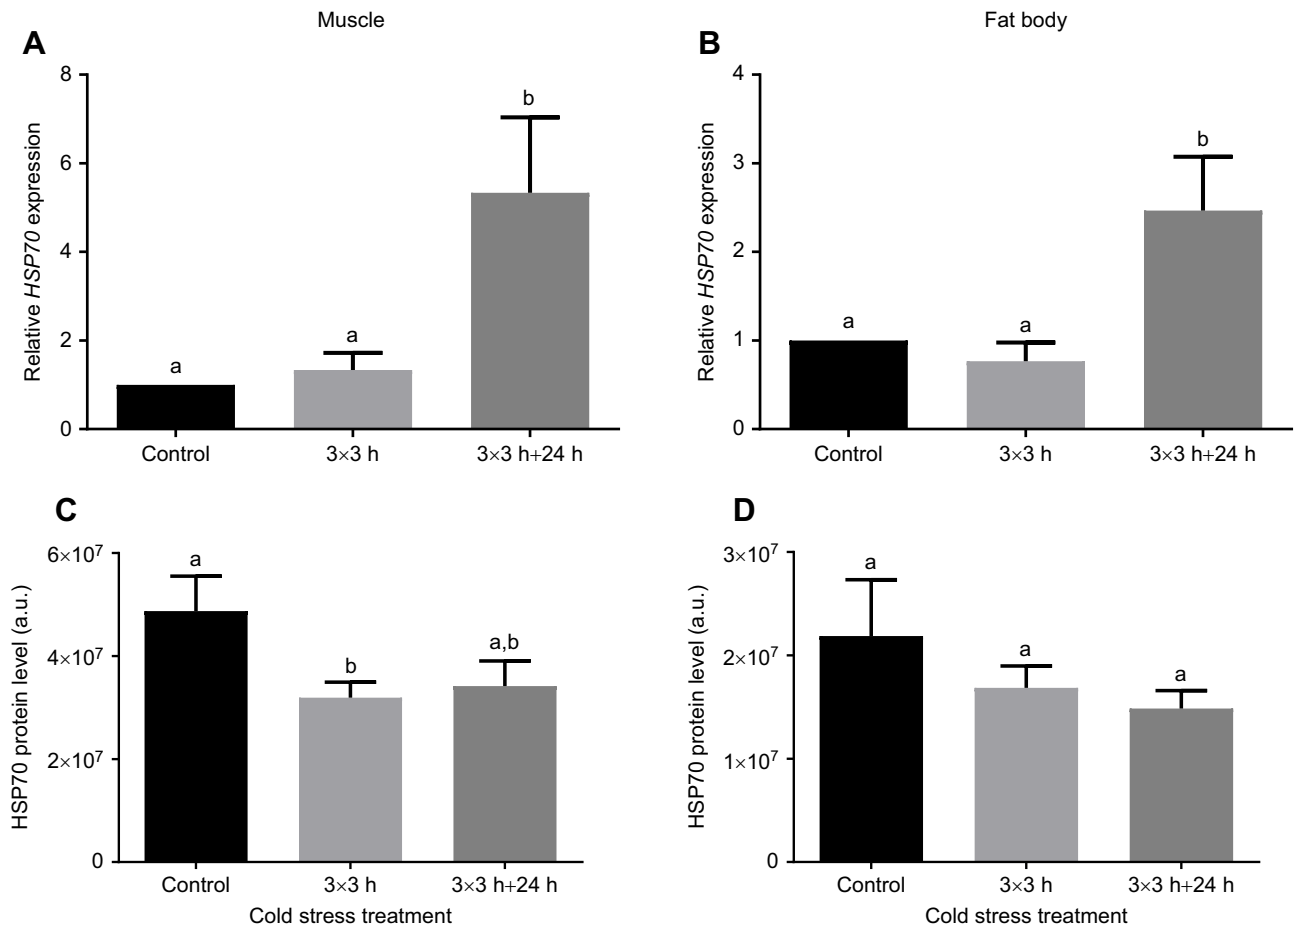 Muscle
A
Relative HSP70 expression
8
6
4
2
0
b
a
a
Control
3×3 h
3×3 h+24 h
Fat body
B
Relative HSP70 expression
4
3
2
1
0
b
a
a
Control
3×3 h
3×3 h+24 h
C
HSP70 protein level (a.u.)
6×10⁷
4×10⁷
2×10⁷
0
a
b
a,b
Control
3×3 h
3×3 h+24 h
Cold stress treatment
D
HSP70 protein level (a.u.)
3×10⁷
2×10⁷
1×10⁷
0
a
a
a
Control
3×3 h
3×3 h+24 h
Cold stress treatment